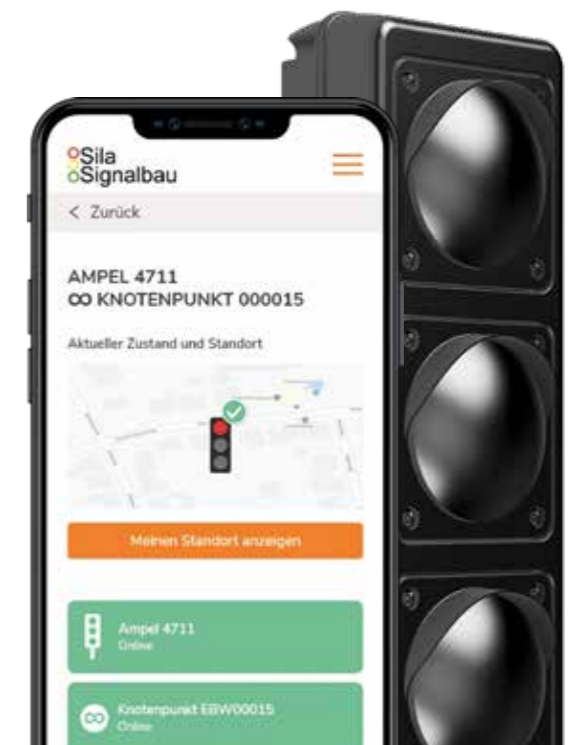 Sila
Signalbau
< Zurück
AMPEL 4711
KNOTENPUNKT 000015
Aktueller Zustand und Standort
Meinen Standort anzeigen
Ampel 4711
Online
Knotenpunkt EBW00015
Online